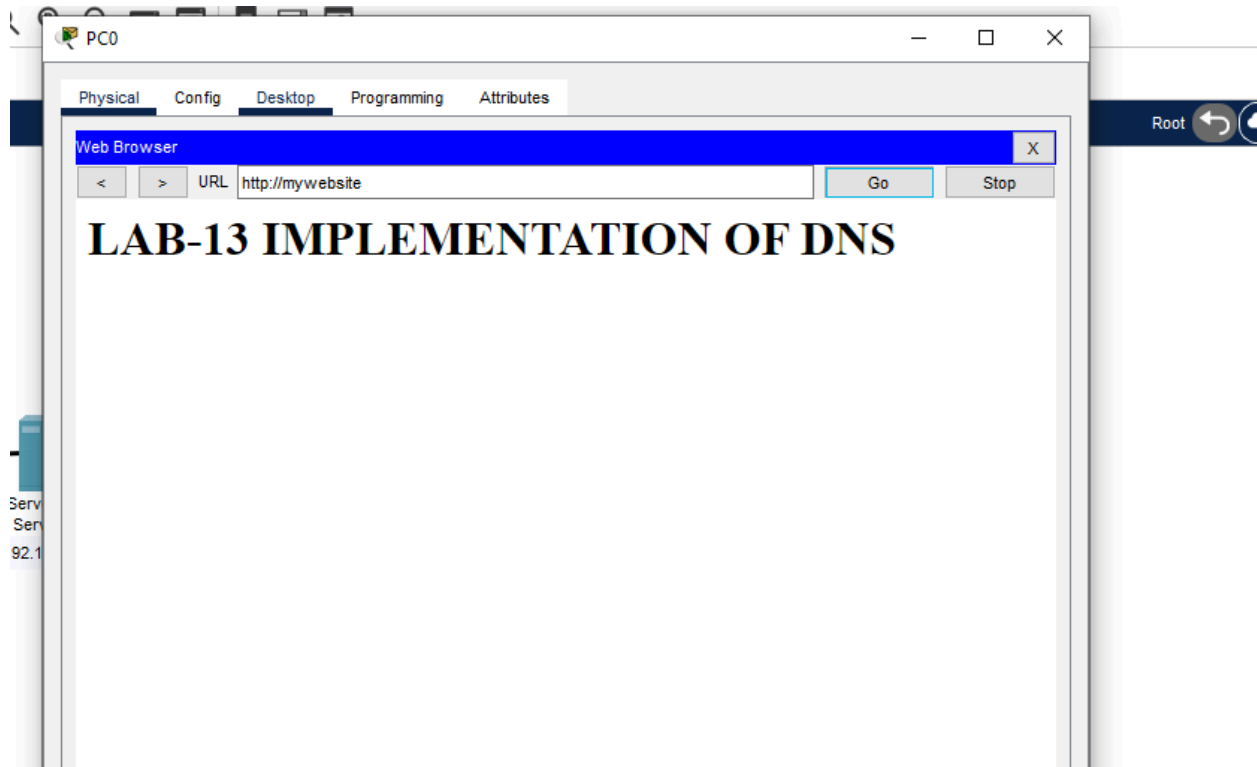 PC0
Physical Config Desktop Programming Attributes
Root
Web Browser X
< > URL http://mywebsite Go Stop
LAB-13 IMPLEMENTATION OF DNS
Serv
Serv
92.1